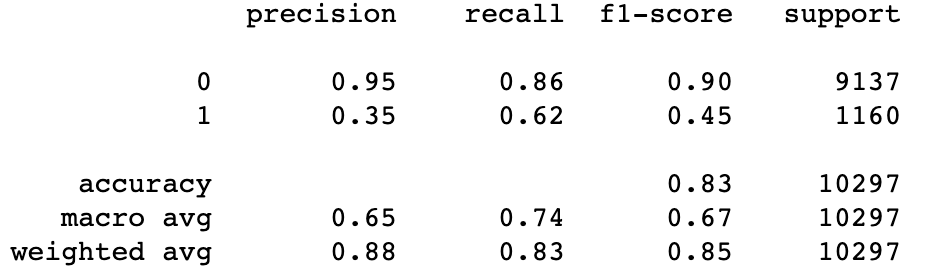 precision recall f1-score support
0 0.95 0.86 0.90 9137
1 0.35 0.62 0.45 1160
accuracy 0.83 10297
macro avg 0.65 0.74 0.67 10297
weighted avg 0.88 0.83 0.85 10297